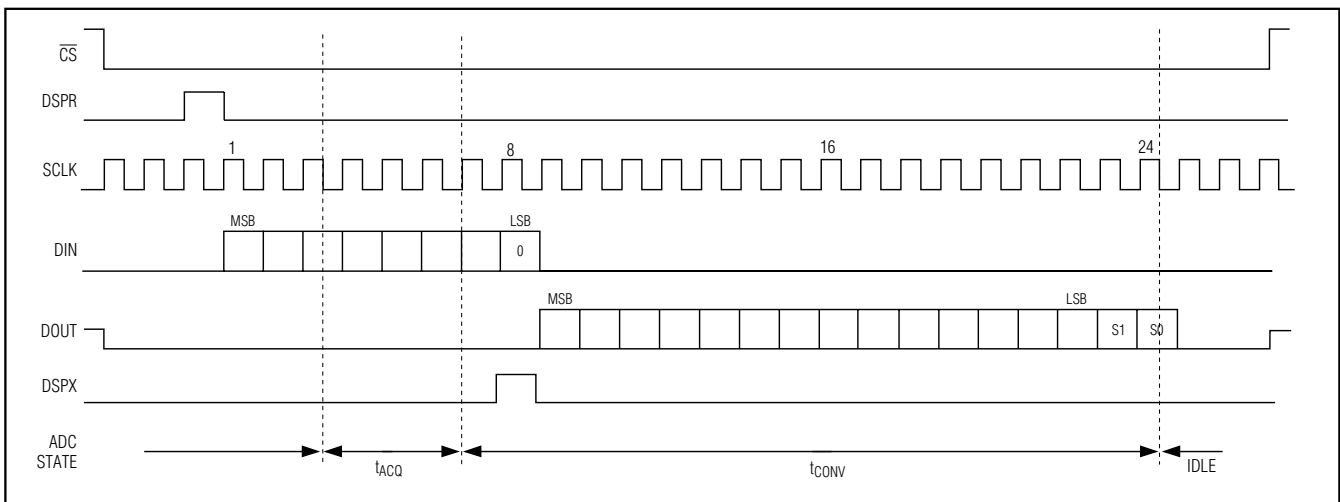 C̅S̅
DSPR
1 8 16 24
SCLK
MSB LSB
DIN 0
MSB LSB
DOUT S1 S0
DSPX
ADC
STATE
tACQ tCONV IDLE